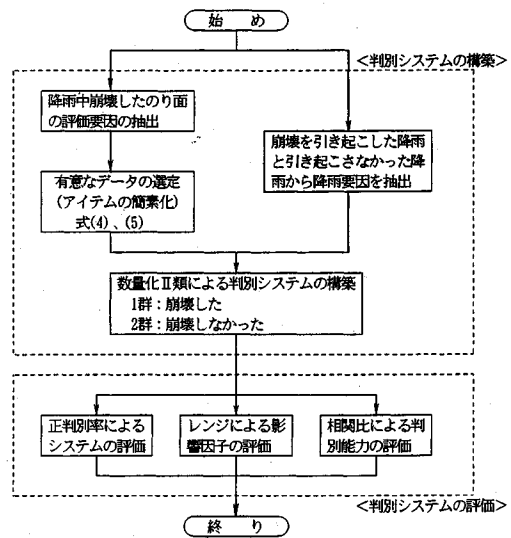 始　め
<判別システムの構築>
降雨中崩壊したのり面
の評価要因の抽出
崩壊を引き起こした降雨
と引き起こさなかった降
雨から降雨要因を抽出
有意なデータの選定
(アイテムの簡素化)
式(4)、(5)
数量化Ⅱ類による判別システムの構築
1群：崩壊した
2群：崩壊しなかった
正判別率による
システムの評価
レンジによる影
響因子の評価
相関比による判
別能力の評価
<判別システムの評価>
終　り